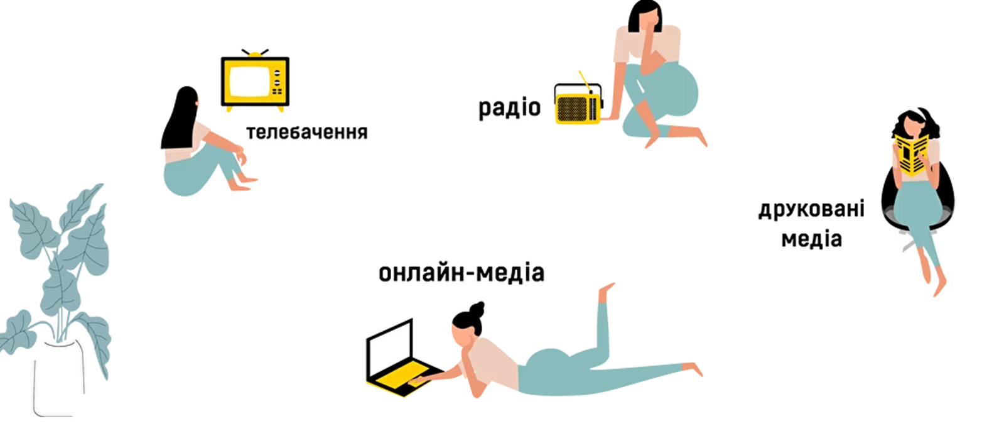 телебачення
радіо
друковані
медіа
онлайн-медіа